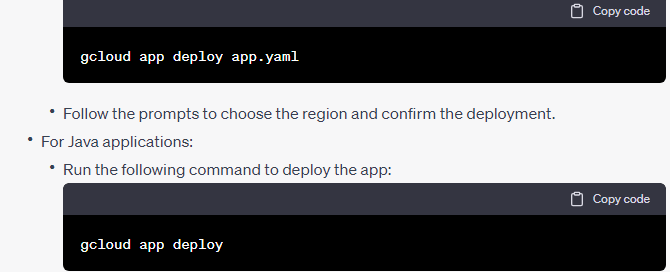 Copy code
gcloud app deploy app.yaml
• Follow the prompts to choose the region and confirm the deployment.
• For Java applications:
• Run the following command to deploy the app:
Copy code
gcloud app deploy